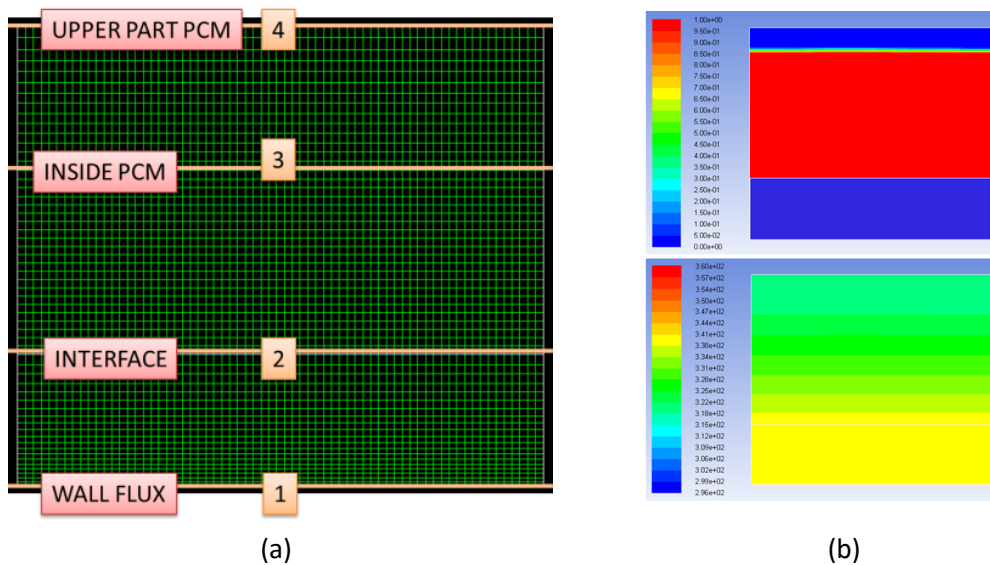 UPPER PART PCM 4
INSIDE PCM 3
INTERFACE 2
WALL FLUX 1
(a)
1.00e+00
9.50e-01
9.00e-01
8.50e-01
8.00e-01
7.50e-01
7.00e-01
6.50e-01
6.00e-01
5.50e-01
5.00e-01
4.50e-01
4.00e-01
3.50e-01
3.00e-01
2.50e-01
2.00e-01
1.50e-01
1.00e-01
5.00e-02
0.00e+00
3.60e+02
3.57e+02
3.54e+02
3.50e+02
3.47e+02
3.44e+02
3.41e+02
3.38e+02
3.34e+02
3.31e+02
3.28e+02
3.25e+02
3.22e+02
3.18e+02
3.15e+02
3.12e+02
3.09e+02
3.06e+02
3.02e+02
2.99e+02
2.96e+02
(b)